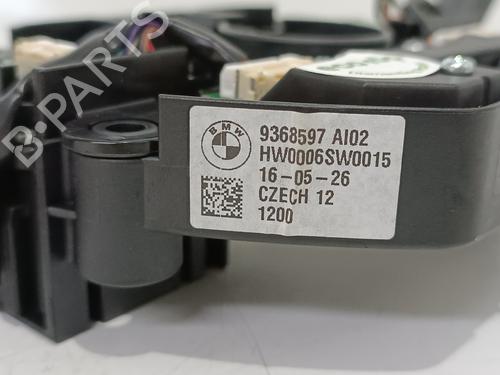 BMW
9368597 AI02
HW0006SW0015
16-05-26
CZECH 12
1200
B-Parts